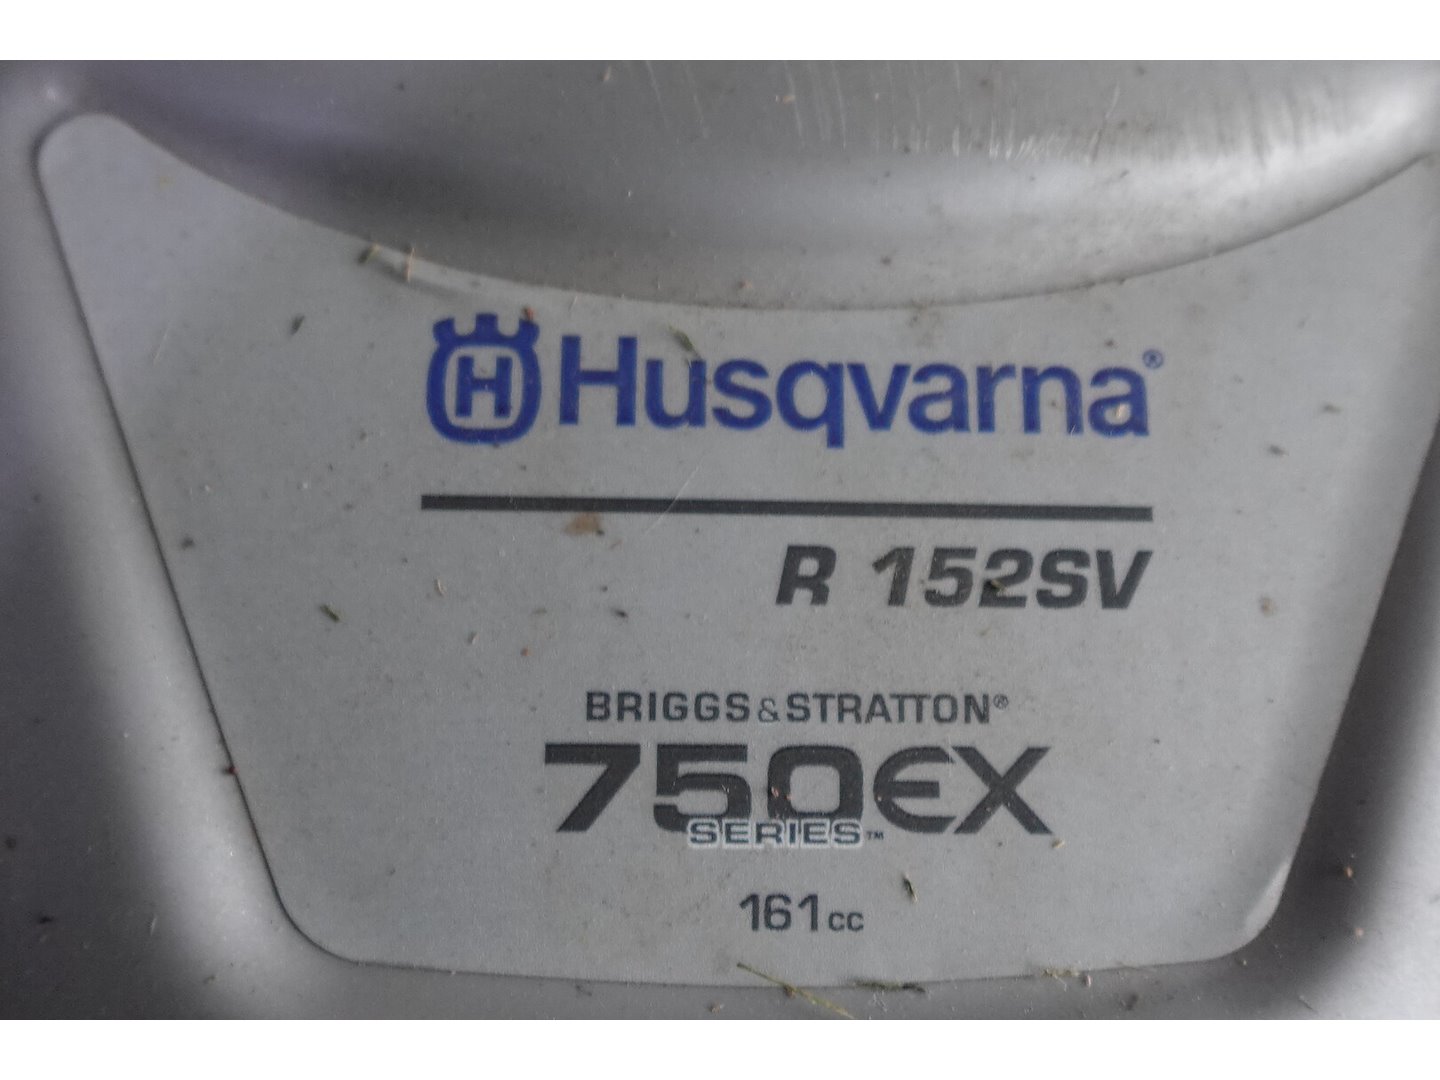 H Husqvarna®
R 152SV
BRIGGS & STRATTON®
750EX
SERIES™
161cc